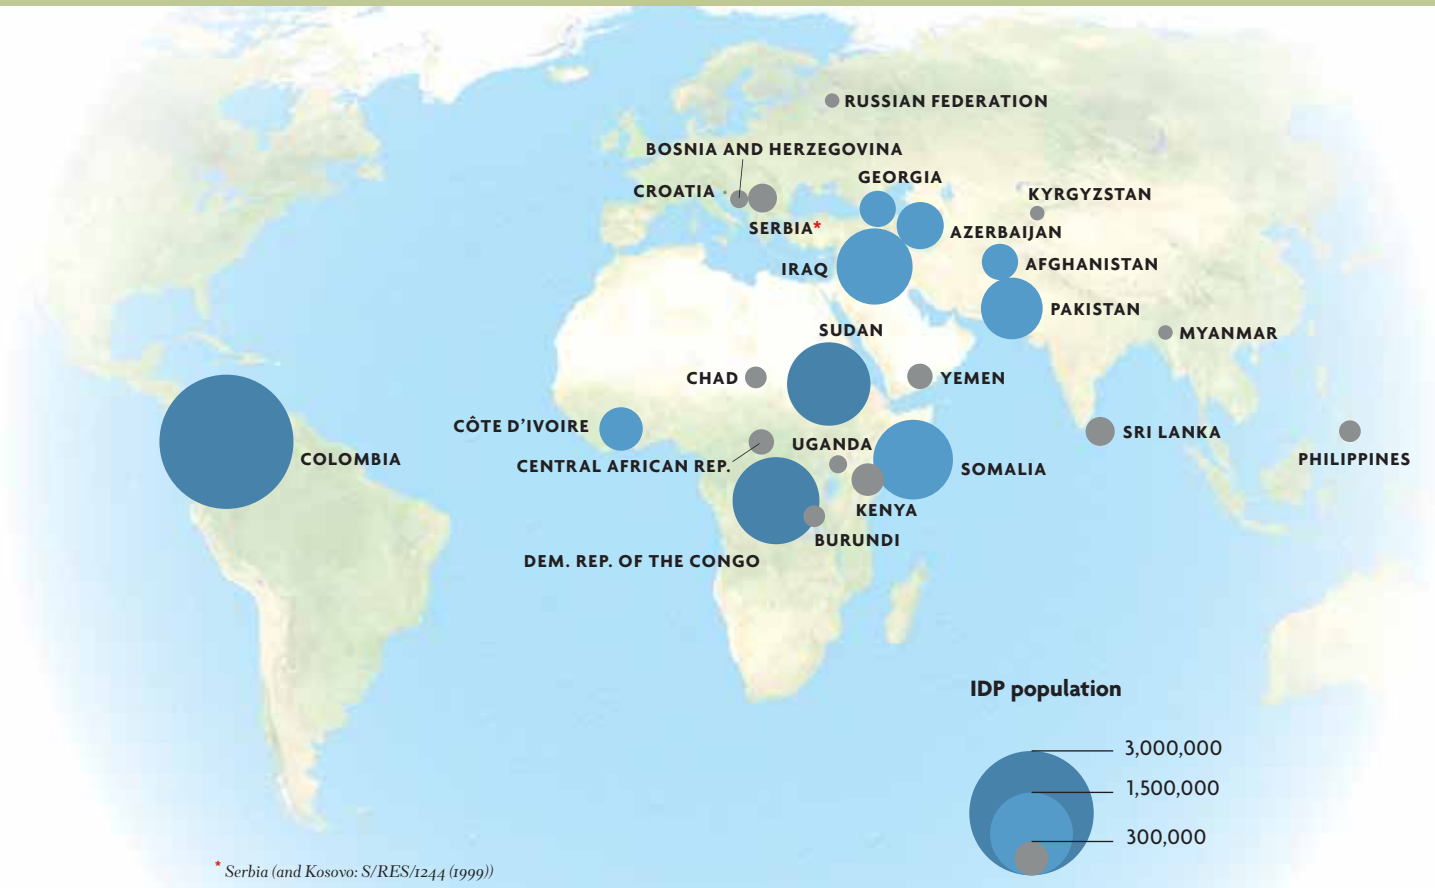 RUSSIAN FEDERATION
BOSNIA AND HERZEGOVINA
GEORGIA
CROATIA
KYRGYZSTAN
SERBIA*
AZERBAIJAN
IRAQ
AFGHANISTAN
PAKISTAN
SUDAN
MYANMAR
CHAD
YEMEN
CÔTE D'IVOIRE
SRI LANKA
UGANDA
COLOMBIA
PHILIPPINES
CENTRAL AFRICAN REP.
SOMALIA
KENYA
BURUNDI
DEM. REP. OF THE CONGO
IDP population
3,000,000
1,500,000
300,000
* Serbia (and Kosovo: S/RES/1244 (1999))